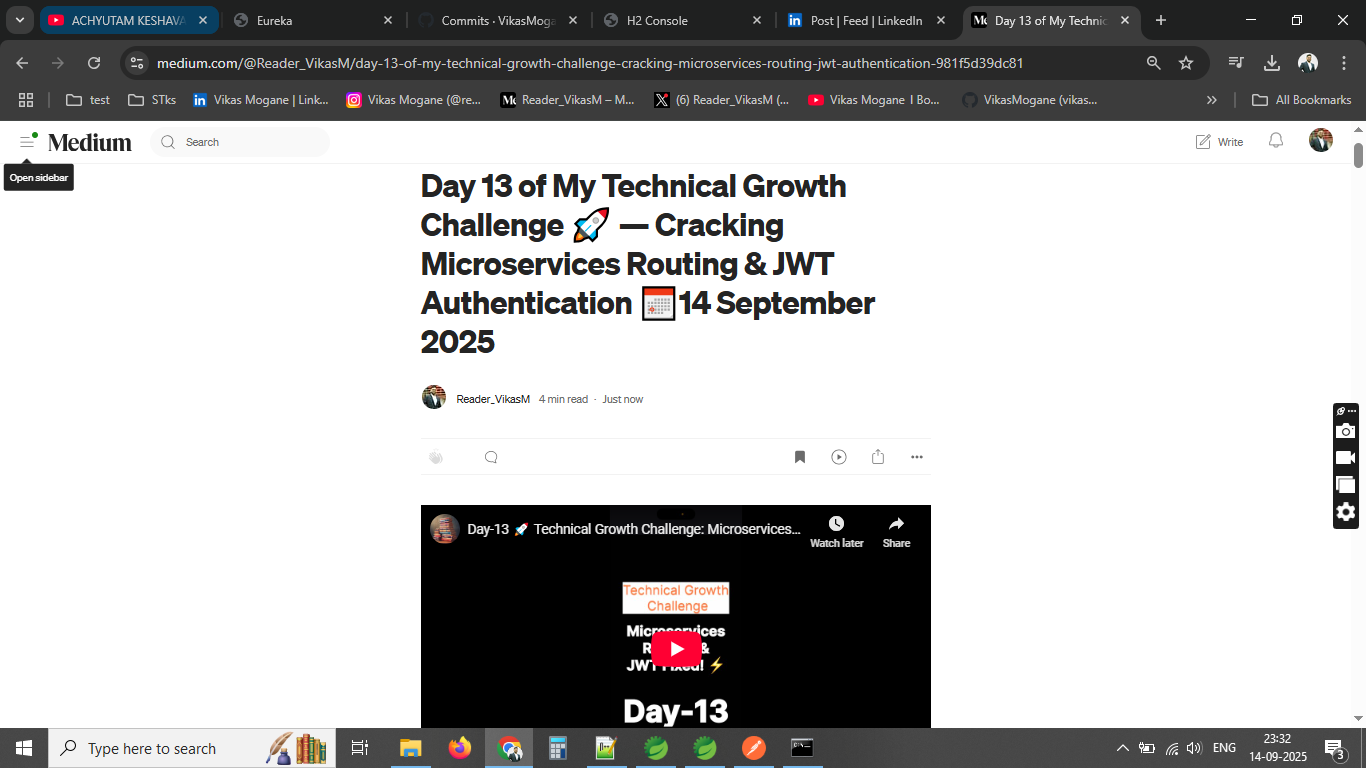 ACHYUTAM KESHAVA
Eureka
Commits · VikasMoga
H2 Console
Post | Feed | LinkedIn
Day 13 of My Technic
medium.com/@Reader_VikasM/day-13-of-my-technical-growth-challenge-cracking-microservices-routing-jwt-authentication-981f5d39dc81
test
STks
Vikas Mogane | Link...
Vikas Mogane (@re...
Reader_VikasM – M...
(6) Reader_VikasM (...
Vikas Mogane I Bo...
VikasMogane (vikas...
All Bookmarks
Medium
Search
Write
Open sidebar
Day 13 of My Technical Growth
Challenge 🚀 — Cracking
Microservices Routing & JWT
Authentication 📅14 September
2025
Reader_VikasM 4 min read · Just now
Day-13 🚀 Technical Growth Challenge: Microservices...
Watch later
Share
Technical Growth
Challenge
Microservices
&
JWT Fixed! ⚡
Day-13
Type here to search
ENG
23:32
14-09-2025
3